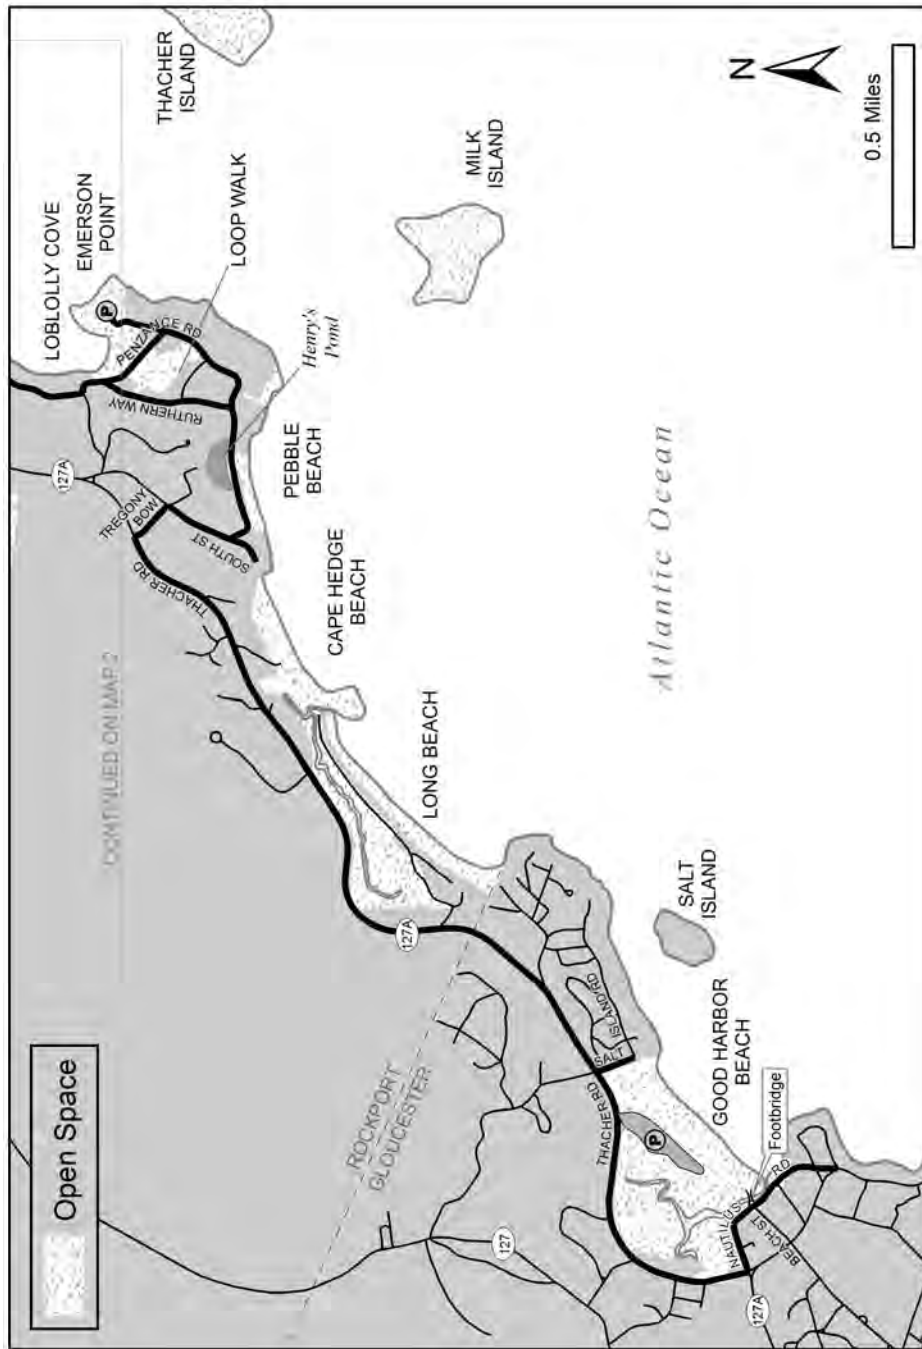 Open Space
CONTINUED ON MAP 2
LOBLOLLY COVE
EMERSON
POINT
THACHER
ISLAND
P
PENZANCE RD
LOOP WALK
RUTHERN WAY
127A
TREGONY
BOW
SOUTH ST
THACHER RD
Henry's
Pond
PEBBLE
BEACH
CAPE HEDGE
BEACH
MILK
ISLAND
LONG BEACH
127A
ROCKPORT
GLOUCESTER
127
SALT
ISLAND RD
THACHER RD
SALT
ISLAND
P
GOOD HARBOR
BEACH
Footbridge
NAUTILUS RD
BEACH ST
127A
Atlantic Ocean
N
0.5 Miles